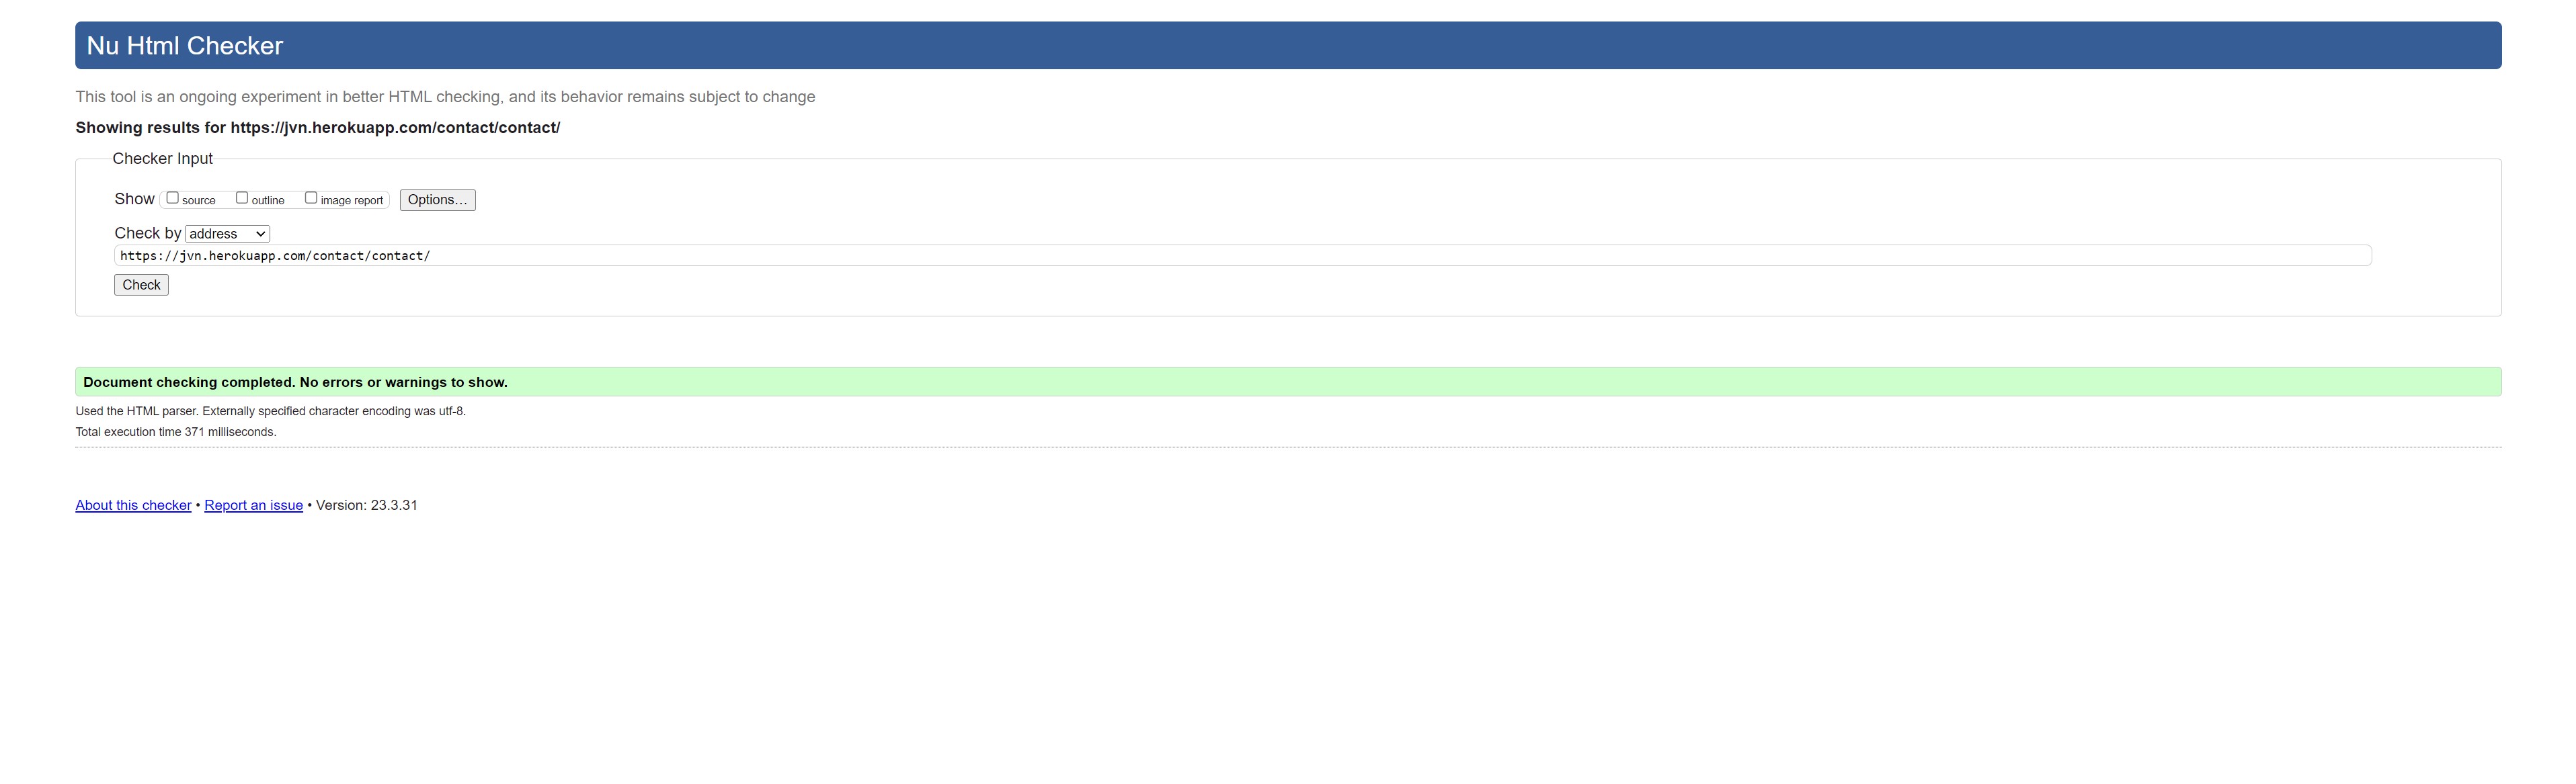 Nu Html Checker
This tool is an ongoing experiment in better HTML checking, and its behavior remains subject to change
Showing results for https://jvn.herokuapp.com/contact/contact/
Checker Input
Show source outline image report Options...
Check by address
https://jvn.herokuapp.com/contact/contact/
Check
Document checking completed. No errors or warnings to show.
Used the HTML parser. Externally specified character encoding was utf-8.
Total execution time 371 milliseconds.
About this checker • Report an issue • Version: 23.3.31